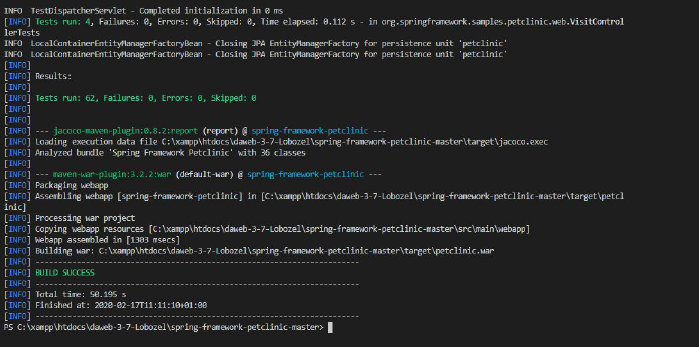 INFO  TestDispatcherServlet - Completed initialization in 0 ms
[INFO] Tests run: 4, Failures: 0, Errors: 0, Skipped: 0, Time elapsed: 0.112 s - in org.springframework.samples.petclinic.web.VisitControl
lerTests
INFO  LocalContainerEntityManagerFactoryBean - Closing JPA EntityManagerFactory for persistence unit 'petclinic'
INFO  LocalContainerEntityManagerFactoryBean - Closing JPA EntityManagerFactory for persistence unit 'petclinic'
[INFO]
[INFO] Results:
[INFO]
[INFO] Tests run: 62, Failures: 0, Errors: 0, Skipped: 0
[INFO]
[INFO]
[INFO] --- jacoco-maven-plugin:0.8.2:report (report) @ spring-framework-petclinic ---
[INFO] Loading execution data file C:\xampp\htdocs\daweb-3-7-Lobozel\spring-framework-petclinic-master\target\jacoco.exec
[INFO] Analyzed bundle 'Spring Framework Petclinic' with 36 classes
[INFO]
[INFO] --- maven-war-plugin:3.2.2:war (default-war) @ spring-framework-petclinic ---
[INFO] Packaging webapp
[INFO] Assembling webapp [spring-framework-petclinic] in [C:\xampp\htdocs\daweb-3-7-Lobozel\spring-framework-petclinic-master\target\petcl
inic]
[INFO] Processing war project
[INFO] Copying webapp resources [C:\xampp\htdocs\daweb-3-7-Lobozel\spring-framework-petclinic-master\src\main\webapp]
[INFO] Webapp assembled in [1303 msecs]
[INFO] Building war: C:\xampp\htdocs\daweb-3-7-Lobozel\spring-framework-petclinic-master\target\petclinic.war
[INFO] ------------------------------------------------------------------------
[INFO] BUILD SUCCESS
[INFO] ------------------------------------------------------------------------
[INFO] Total time: 50.195 s
[INFO] Finished at: 2020-02-17T11:11:10+01:00
[INFO] ------------------------------------------------------------------------
PS C:\xampp\htdocs\daweb-3-7-Lobozel\spring-framework-petclinic-master>